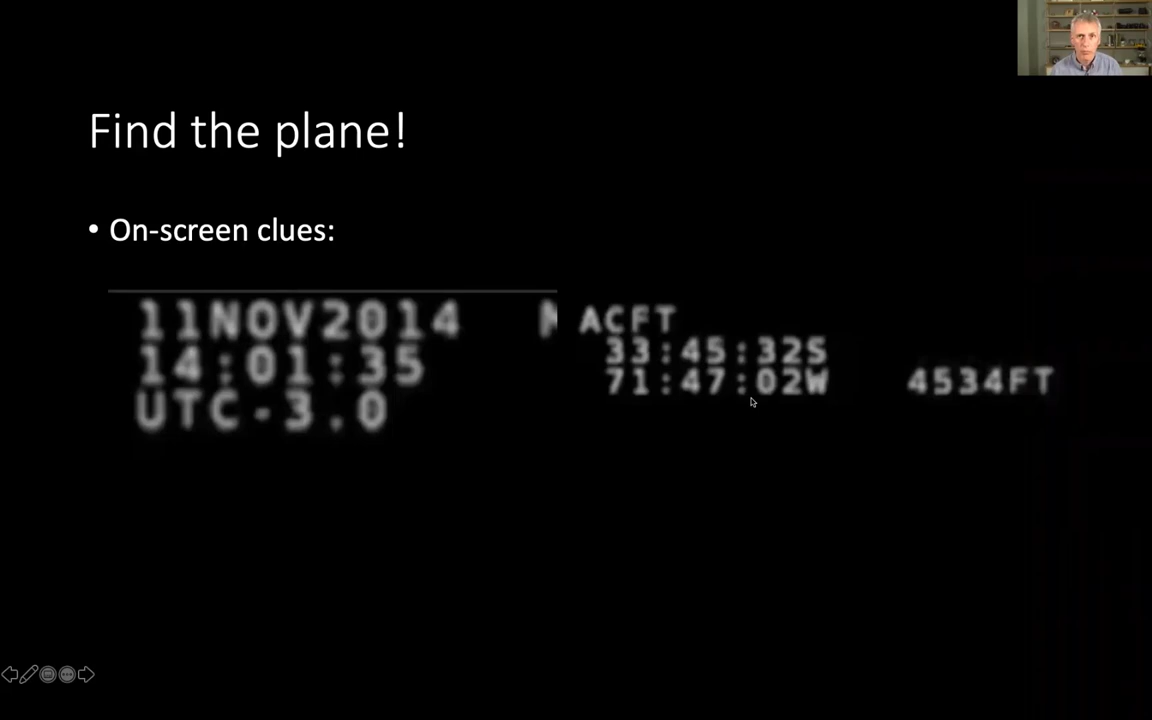 Find the plane!
• On-screen clues:
11NOV2014
14:01:35
UTC-3.0
ACFT
33:45:32S
71:47:02W 4534FT